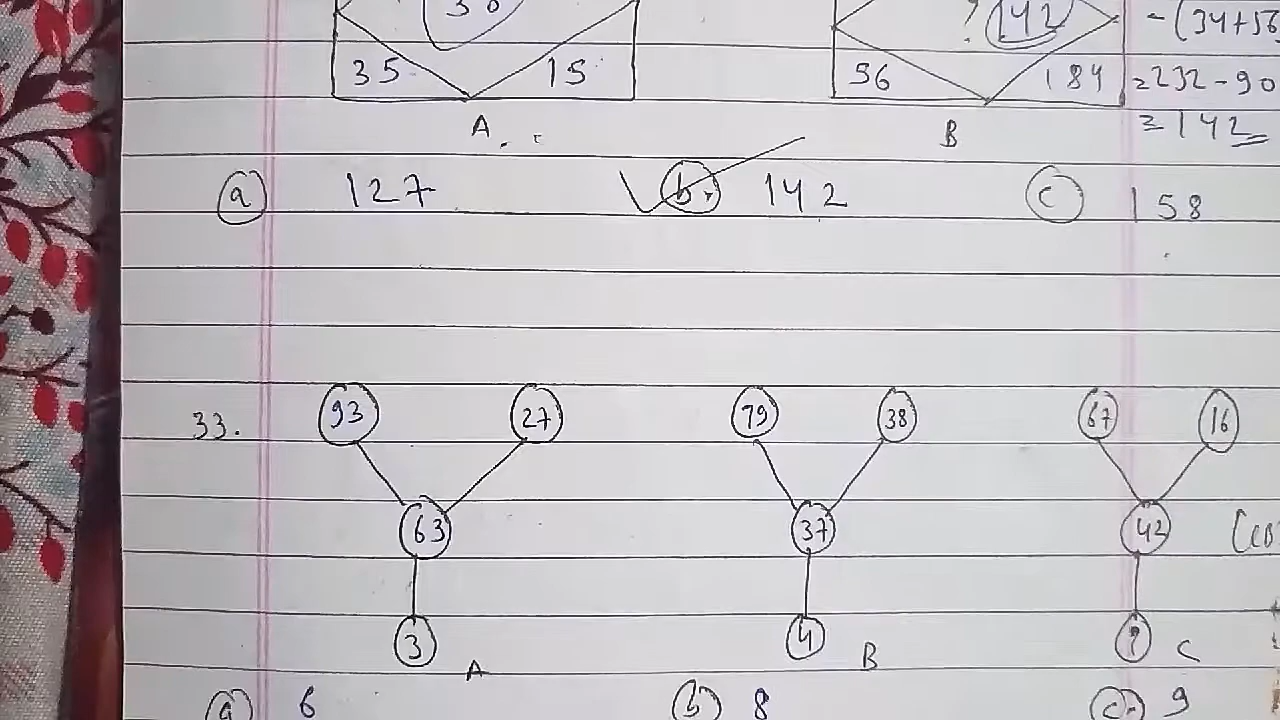 30 ? 142 - (34+56
35 15 56 184 =232-90
A B =142
(a) 127 (b). 142 (c) 158
33. 93 27 79 38 67 16
63 37 42
3 A 4 B ? C
(a) 6 (b) 8 (c) 9